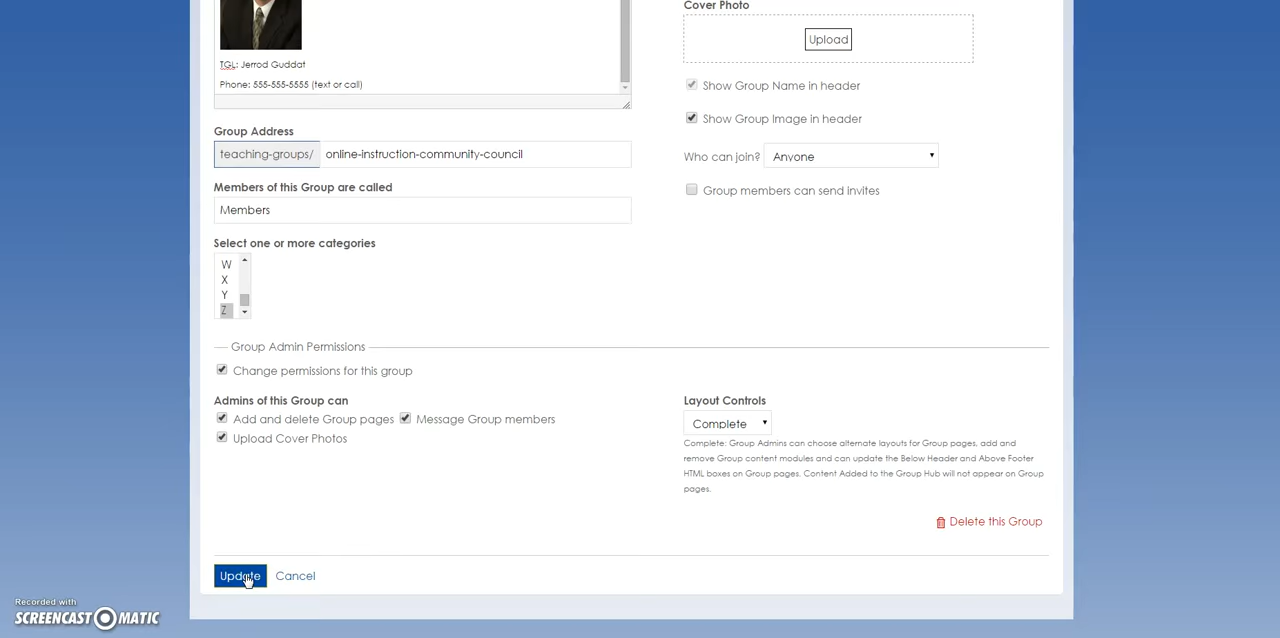 TGL: Jerrod Guddat
Phone: 555-555-5555 (text or call)
Group Address
teaching-groups/ online-instruction-community-council
Members of this Group are called
Members
Select one or more categories
W
X
Y
Z
Cover Photo
Upload
Show Group Name in header
Show Group Image in header
Who can join? Anyone
Group members can send invites
Group Admin Permissions
Change permissions for this group
Admins of this Group can
Add and delete Group pages Message Group members
Upload Cover Photos
Layout Controls
Complete
Complete: Group Admins can choose alternate layouts for Group pages, add and
remove Group content modules and can update the Below Header and Above Footer
HTML boxes on Group pages. Content Added to the Group Hub will not appear on Group
pages.
Delete this Group
Update Cancel
Recorded with
SCREENCAST MATIC